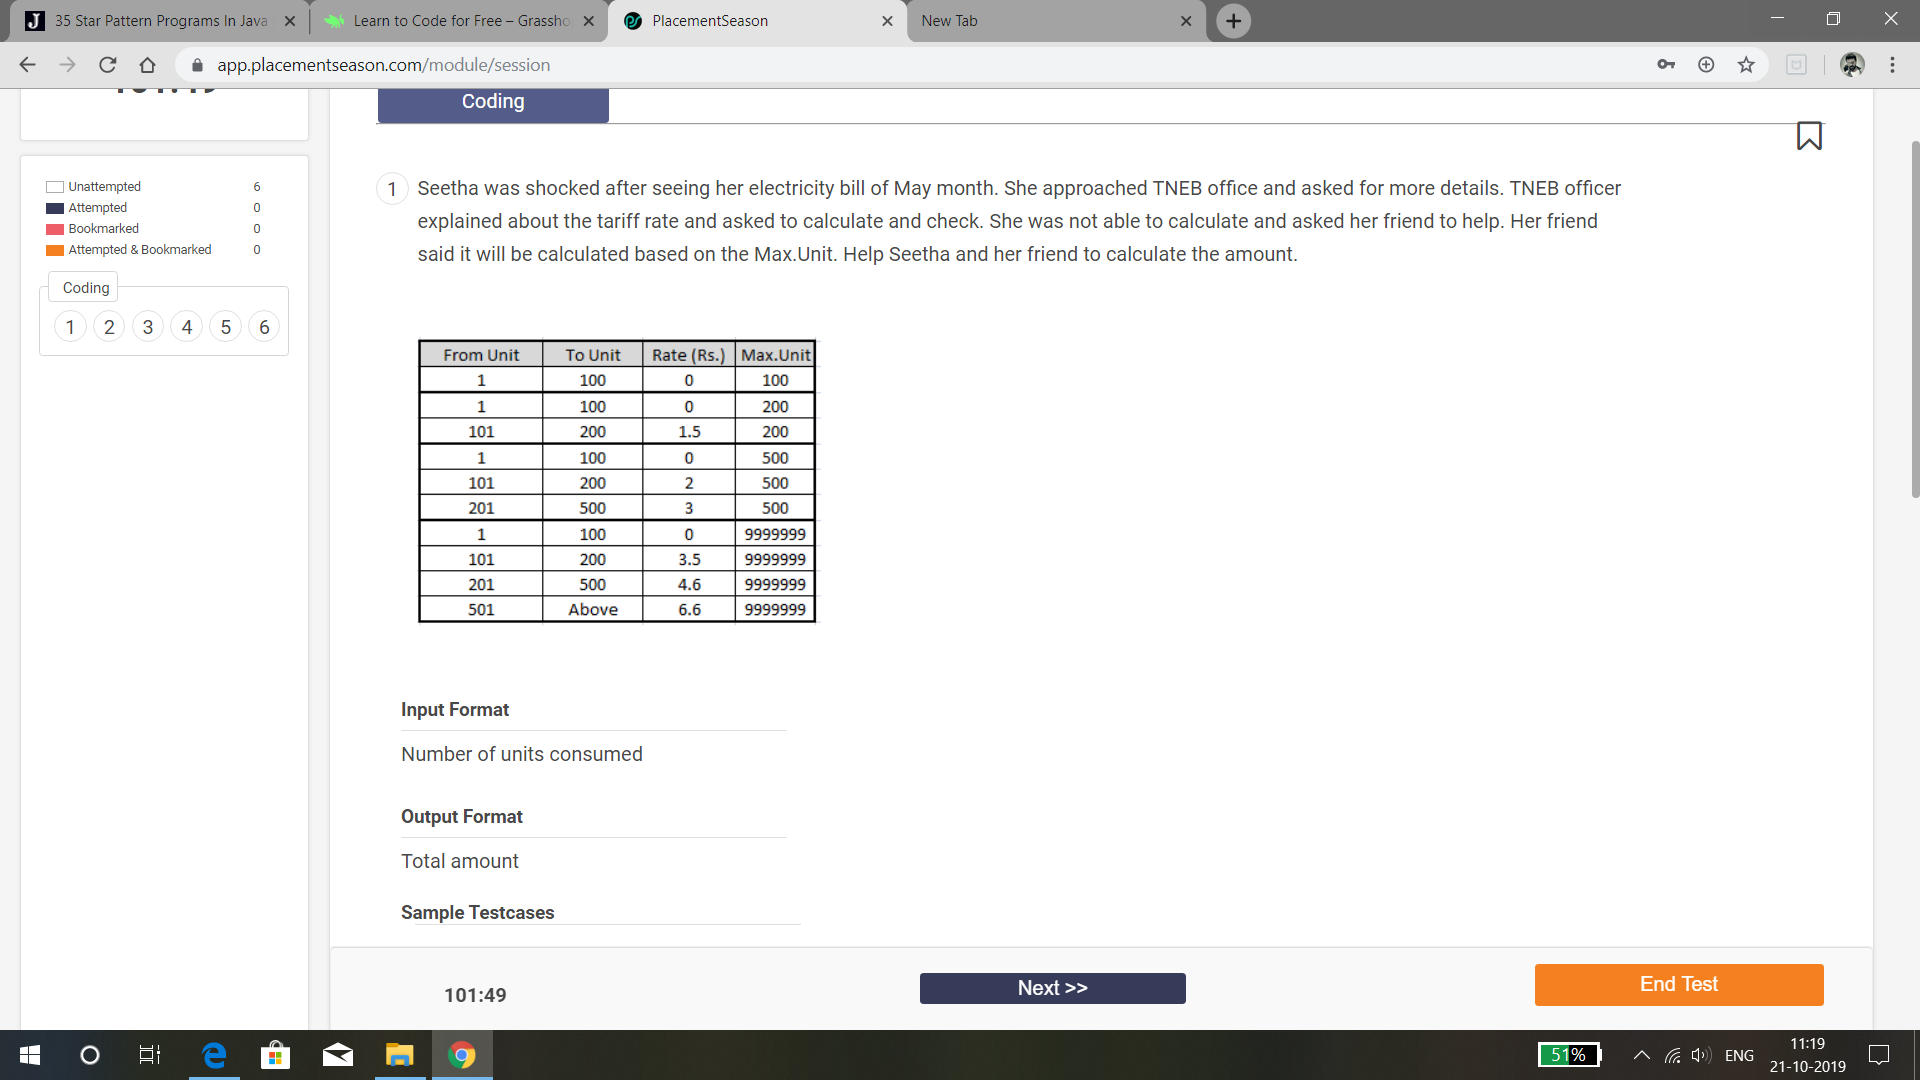 35 Star Pattern Programs In Java
Learn to Code for Free – Grassho
PlacementSeason
New Tab
app.placementseason.com/module/session
Coding
Unattempted 6
Attempted 0
Bookmarked 0
Attempted & Bookmarked 0
Coding
1 2 3 4 5 6
1 Seetha was shocked after seeing her electricity bill of May month. She approached TNEB office and asked for more details. TNEB officer
explained about the tariff rate and asked to calculate and check. She was not able to calculate and asked her friend to help. Her friend
said it will be calculated based on the Max.Unit. Help Seetha and her friend to calculate the amount.
From Unit To Unit Rate (Rs.) Max.Unit
1 100 0 100
1 100 0 200
101 200 1.5 200
1 100 0 500
101 200 2 500
201 500 3 500
1 100 0 9999999
101 200 3.5 9999999
201 500 4.6 9999999
501 Above 6.6 9999999
Input Format
Number of units consumed
Output Format
Total amount
Sample Testcases
101:49
Next >>
End Test
51%
ENG
11:19
21-10-2019